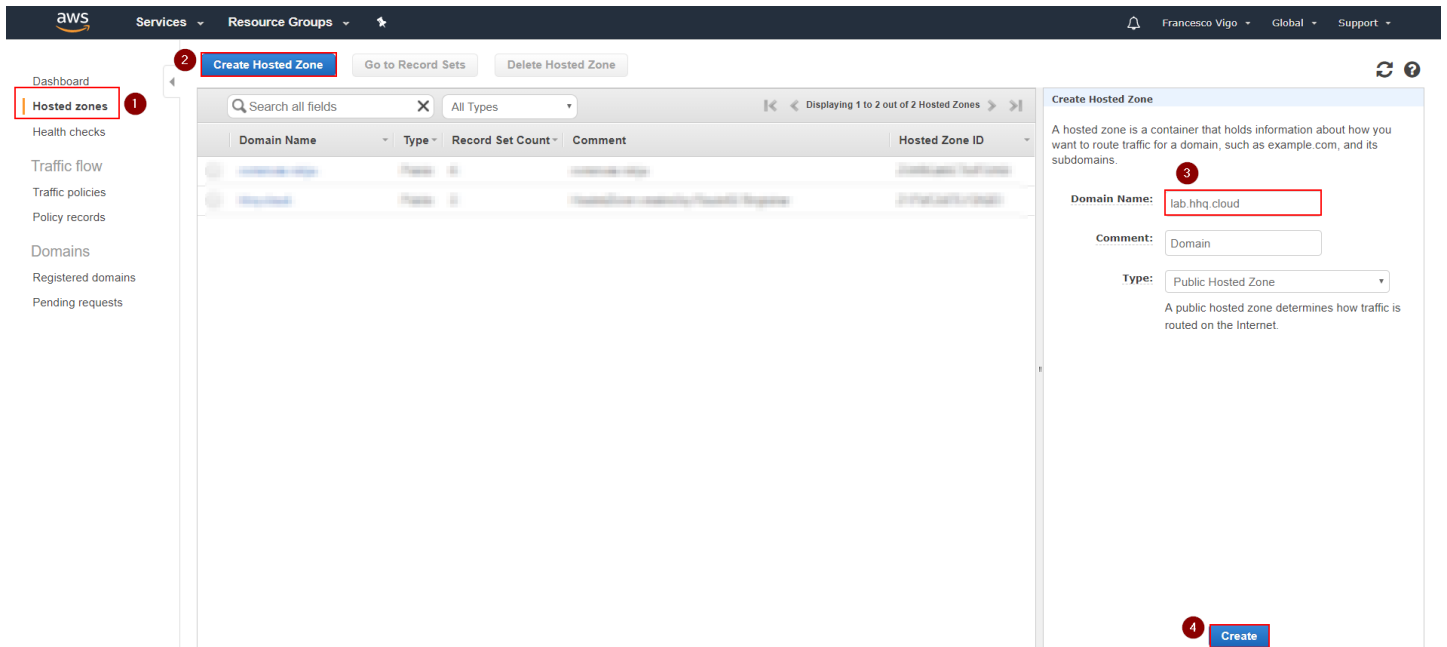 aws Services Resource Groups Francesco Vigo Global Support
Dashboard
Hosted zones 1
Health checks
Traffic flow
Traffic policies
Policy records
Domains
Registered domains
Pending requests
2 Create Hosted Zone Go to Record Sets Delete Hosted Zone
Search all fields All Types Displaying 1 to 2 out of 2 Hosted Zones
Domain Name Type Record Set Count Comment Hosted Zone ID
Create Hosted Zone
A hosted zone is a container that holds information about how you
want to route traffic for a domain, such as example.com, and its
subdomains.
3
Domain Name: lab.hhq.cloud
Comment: Domain
Type: Public Hosted Zone
A public hosted zone determines how traffic is
routed on the Internet.
4 Create